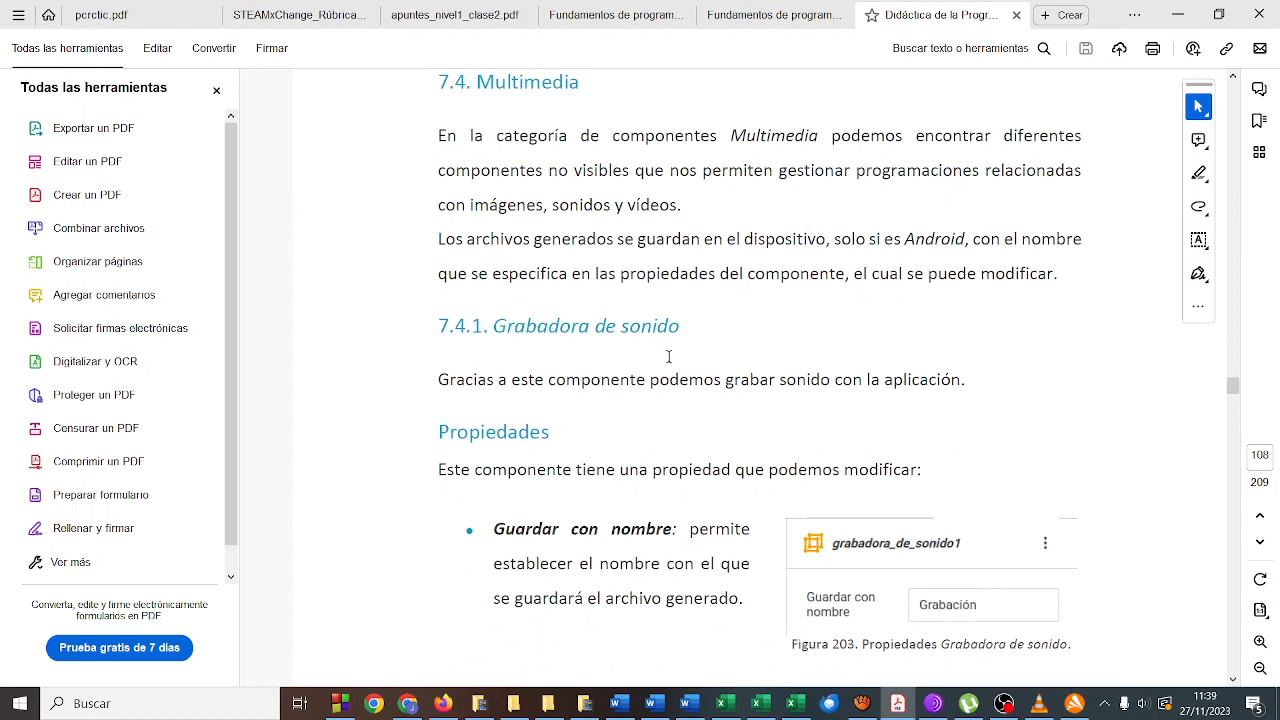 perclic.pdf
STEAMxChange_Rúbrica...
apuntes_nivel1_clase2.pdf
Fundamentos de program...
Fundamentos de program...
Didáctica de la Progr...
Crear
Todas las herramientas
Editar
Convertir
Firmar
Buscar texto o herramientas
Todas las herramientas
Exportar un PDF
Editar un PDF
Crear un PDF
Combinar archivos
Organizar páginas
Agregar comentarios
Solicitar firmas electrónicas
Digitalizar y OCR
Proteger un PDF
Censurar un PDF
Comprimir un PDF
Preparar formulario
Rellenar y firmar
Ver más
Convierta, edite y firme electrónicamente
formularios en PDF.
Prueba gratis de 7 días
7.4. Multimedia
En la categoría de componentes Multimedia podemos encontrar diferentes
componentes no visibles que nos permiten gestionar programaciones relacionadas
con imágenes, sonidos y vídeos.
Los archivos generados se guardan en el dispositivo, solo si es Android, con el nombre
que se especifica en las propiedades del componente, el cual se puede modificar.
7.4.1. Grabadora de sonido
Gracias a este componente podemos grabar sonido con la aplicación.
Propiedades
Este componente tiene una propiedad que podemos modificar:
• Guardar con nombre: permite
establecer el nombre con el que
se guardará el archivo generado.
grabadora_de_sonido1
Guardar con
nombre
Grabación
Figura 203. Propiedades Grabadora de sonido.
108
209
Buscar
11:39
27/11/2023